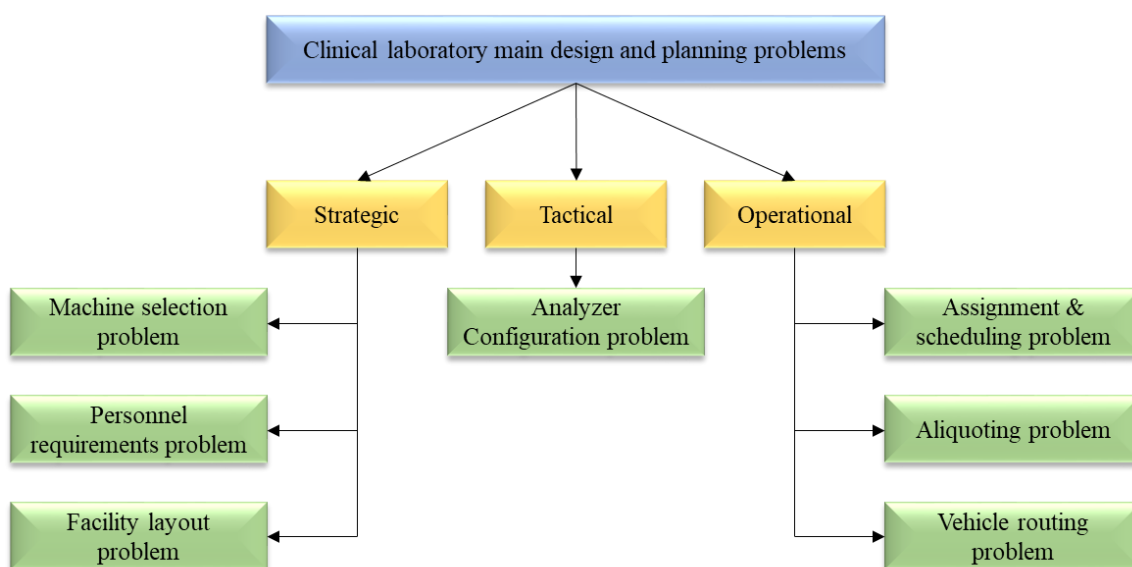 Clinical laboratory main design and planning problems
Strategic
Tactical
Operational
Machine selection
problem
Analyzer
Configuration problem
Assignment &
scheduling problem
Personnel
requirements problem
Aliquoting problem
Facility layout
problem
Vehicle routing
problem